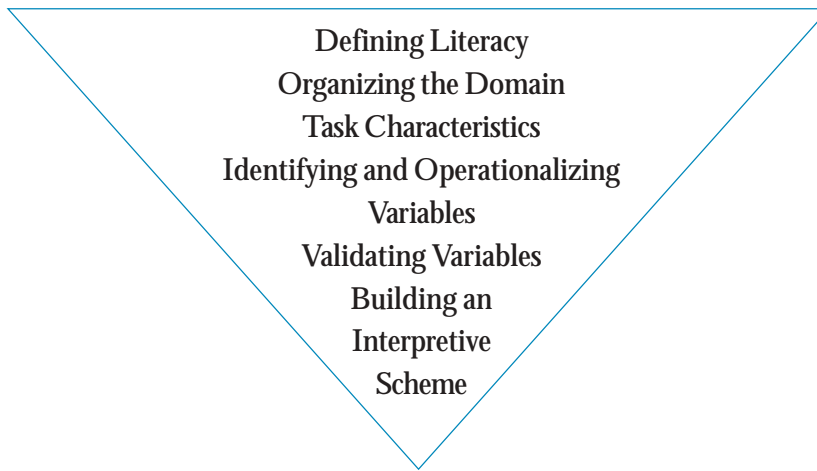 Defining Literacy
Organizing the Domain
Task Characteristics
Identifying and Operationalizing
Variables
Validating Variables
Building an
Interpretive
Scheme